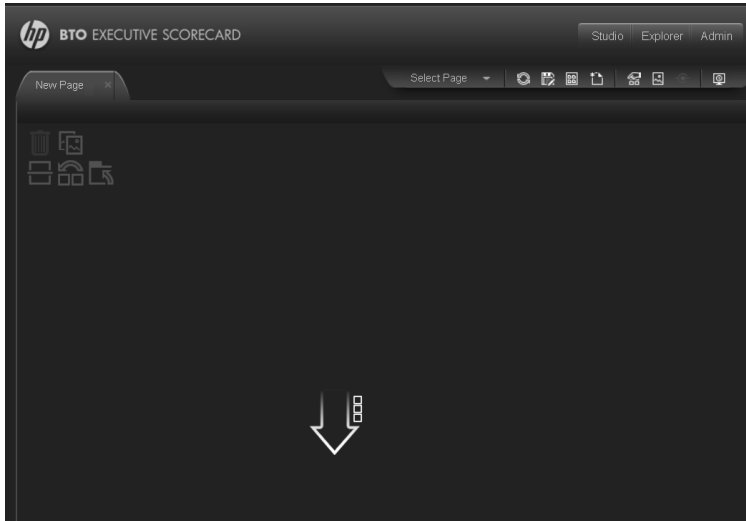 hp BTO EXECUTIVE SCORECARD
Studio Explorer Admin
New Page
Select Page